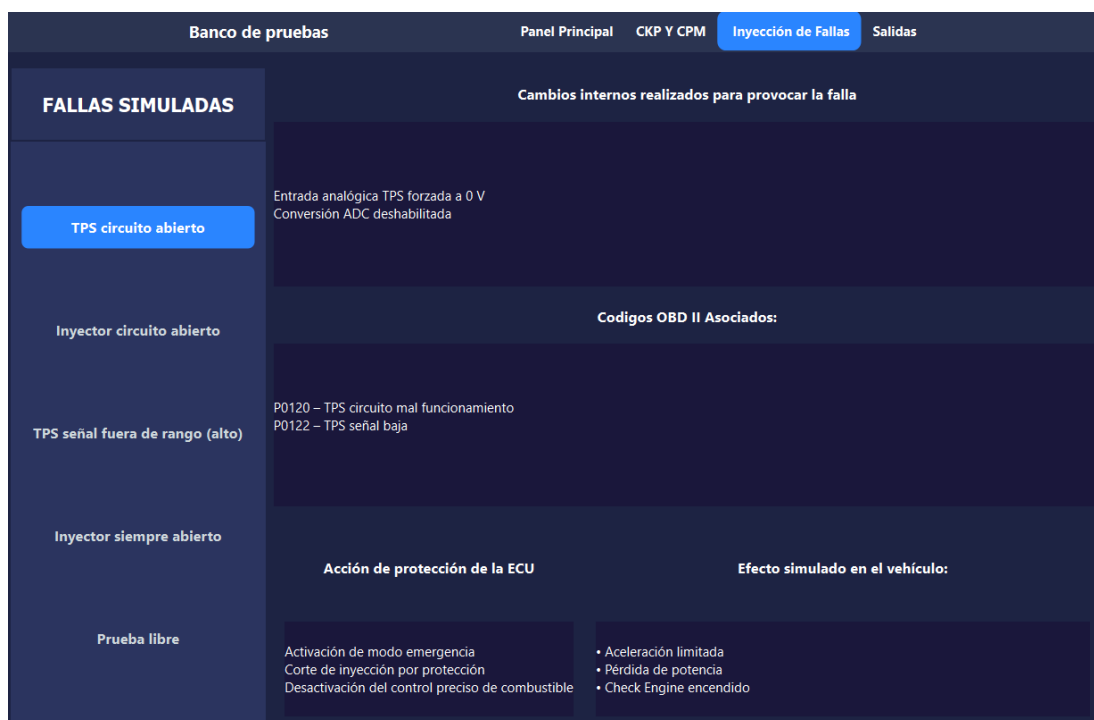 Banco de pruebas
Panel Principal
CKP Y CPM
Inyección de Fallas
Salidas
FALLAS SIMULADAS
TPS circuito abierto
Inyector circuito abierto
TPS señal fuera de rango (alto)
Inyector siempre abierto
Prueba libre
Cambios internos realizados para provocar la falla
Entrada analógica TPS forzada a 0 V
Conversión ADC deshabilitada
Codigos OBD II Asociados:
P0120 – TPS circuito mal funcionamiento
P0122 – TPS señal baja
Acción de protección de la ECU
Activación de modo emergencia
Corte de inyección por protección
Desactivación del control preciso de combustible
Efecto simulado en el vehículo:
• Aceleración limitada
• Pérdida de potencia
• Check Engine encendido